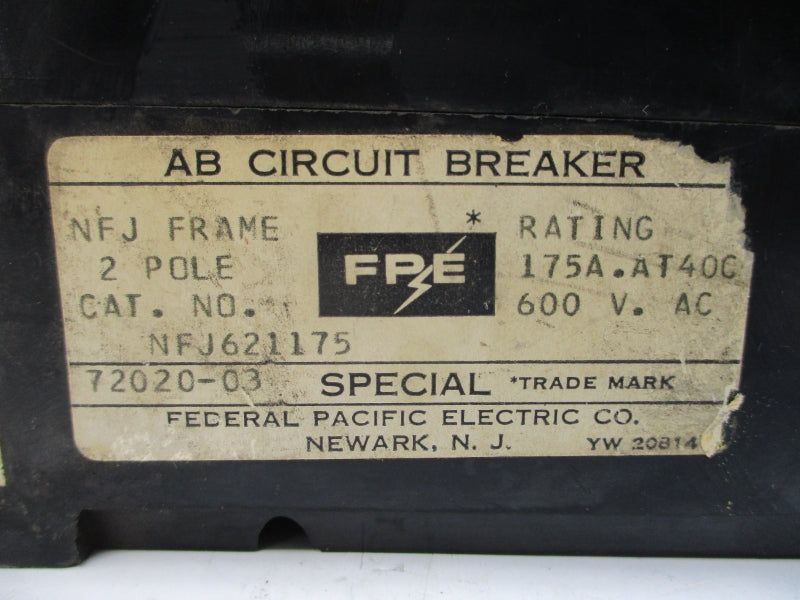 AB CIRCUIT BREAKER
NFJ FRAME
2 POLE
CAT. NO.
NFJ621175
*
FPE
RATING
175A.AT40C
600 V. AC
72020-03 SPECIAL *TRADE MARK
FEDERAL PACIFIC ELECTRIC CO.
NEWARK, N. J. YW 20814